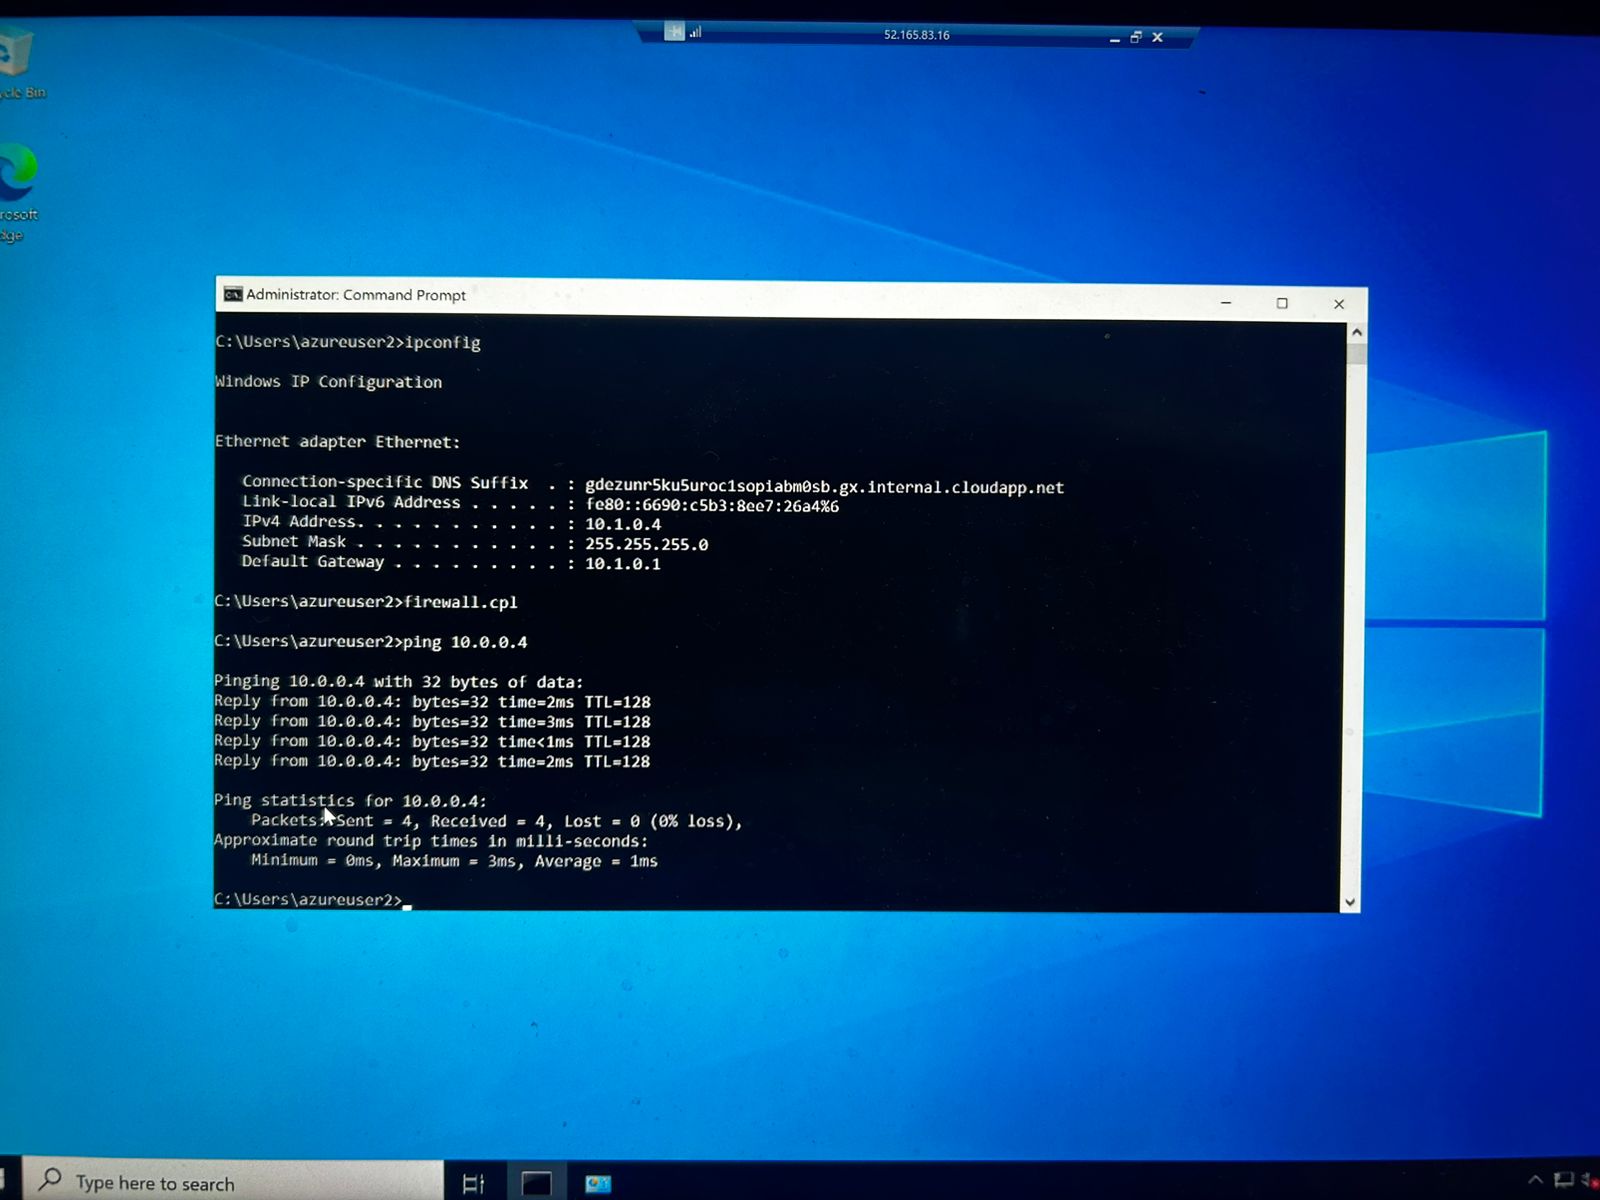 52.165.83.16
cle Bin
rosoft
dge
Administrator: Command Prompt
C:\Users\azureuser2>ipconfig
Windows IP Configuration
Ethernet adapter Ethernet:
Connection-specific DNS Suffix . : gdezunr5ku5uroc1sopiabm0sb.gx.internal.cloudapp.net
Link-local IPv6 Address . . . . . : fe80::6690:c5b3:8ee7:26a4%6
IPv4 Address. . . . . . . . . . . : 10.1.0.4
Subnet Mask . . . . . . . . . . . : 255.255.255.0
Default Gateway . . . . . . . . . : 10.1.0.1
C:\Users\azureuser2>firewall.cpl
C:\Users\azureuser2>ping 10.0.0.4
Pinging 10.0.0.4 with 32 bytes of data:
Reply from 10.0.0.4: bytes=32 time=2ms TTL=128
Reply from 10.0.0.4: bytes=32 time=3ms TTL=128
Reply from 10.0.0.4: bytes=32 time<1ms TTL=128
Reply from 10.0.0.4: bytes=32 time=2ms TTL=128
Ping statistics for 10.0.0.4:
Packets: Sent = 4, Received = 4, Lost = 0 (0% loss),
Approximate round trip times in milli-seconds:
Minimum = 0ms, Maximum = 3ms, Average = 1ms
C:\Users\azureuser2>
Type here to search